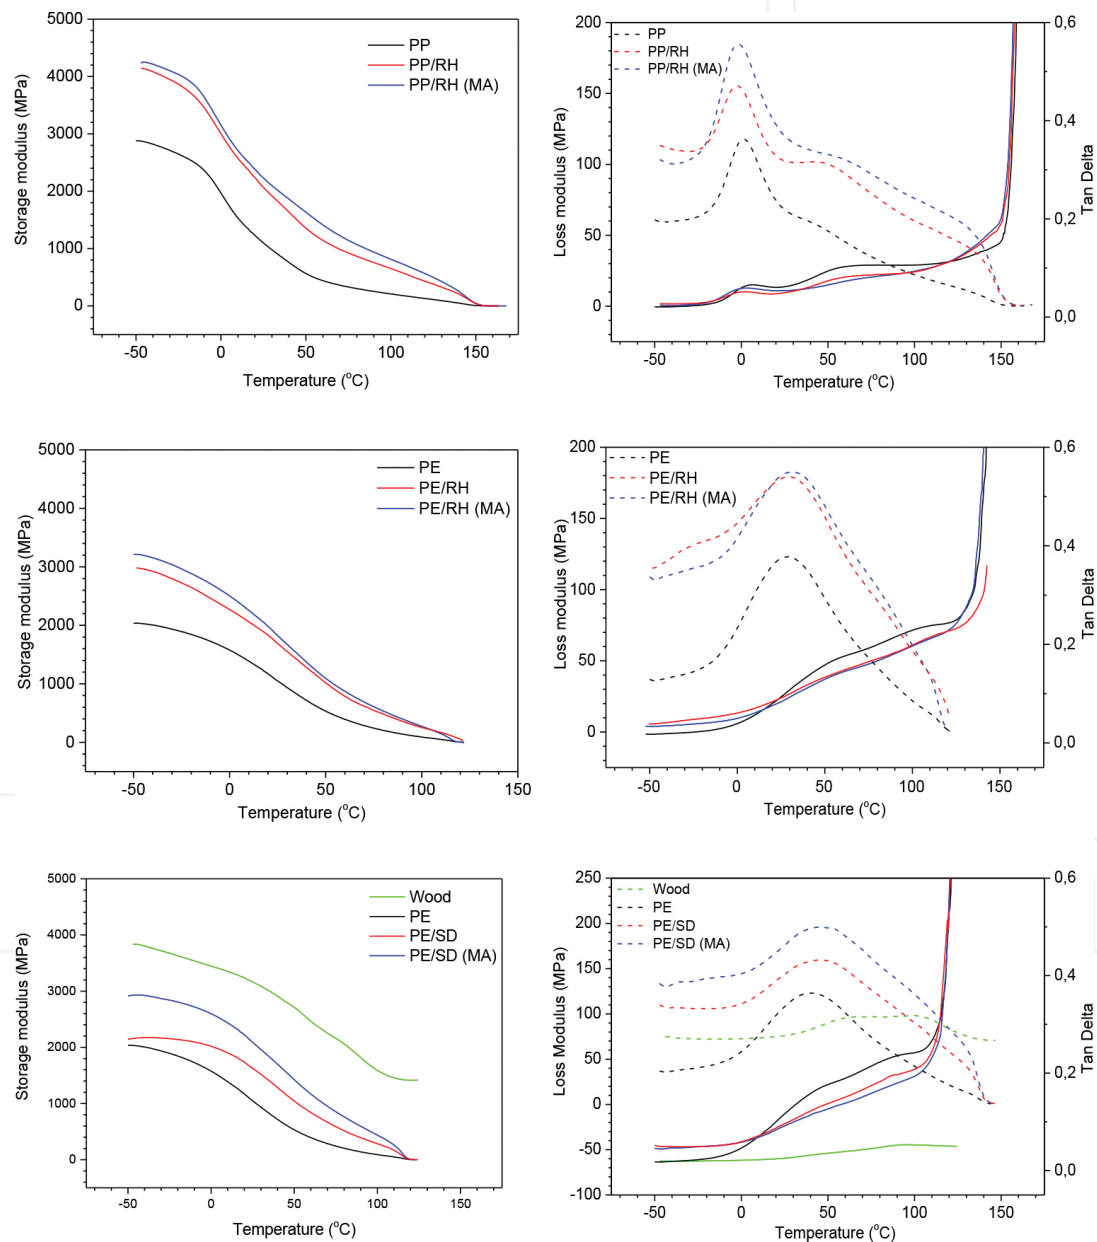 5000
4000
3000
2000
1000
0
Storage modulus (MPa)
PP
PP/RH
PP/RH (MA)
-50
0
50
100
150
Temperature (°C)
200
150
100
50
0
Loss modulus (MPa)
PP
PP/RH
PP/RH (MA)
0,6
0,4
0,2
0,0
Tan Delta
-50
0
50
100
150
Temperature (°C)
5000
4000
3000
2000
1000
0
Storage modulus (MPa)
PE
PE/RH
PE/RH (MA)
-50
0
50
100
150
Temperature (°C)
200
150
100
50
0
Loss modulus (MPa)
PE
PE/RH
PE/RH (MA)
0,6
0,4
0,2
0,0
Tan Delta
-50
0
50
100
150
Temperature (°C)
5000
4000
3000
2000
1000
0
Storage modulus (MPa)
Wood
PE
PE/SD
PE/SD (MA)
-50
0
50
100
150
Temperature (°C)
250
200
150
100
50
0
-50
-100
Loss Modulus (MPa)
Wood
PE
PE/SD
PE/SD (MA)
0,6
0,4
0,2
0,0
Tan Delta
-50
0
50
100
150
Temperature (°C)